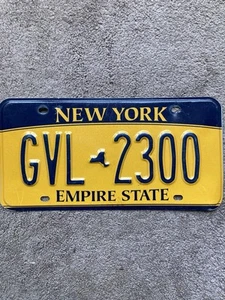 NEW YORK
GVL 2300
EMPIRE STATE